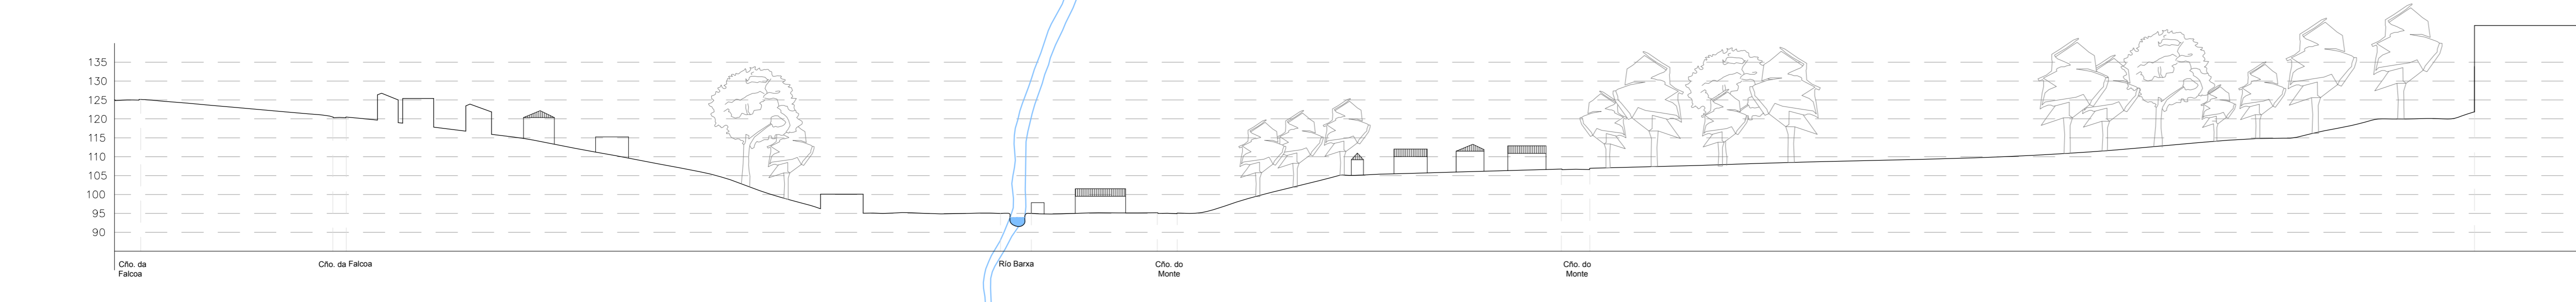 135
130
125
120
115
110
105
100
95
90
Cño. da
Falcoa
Cño. da Falcoa
Río Barxa
Cño. do
Monte
Cño. do
Monte